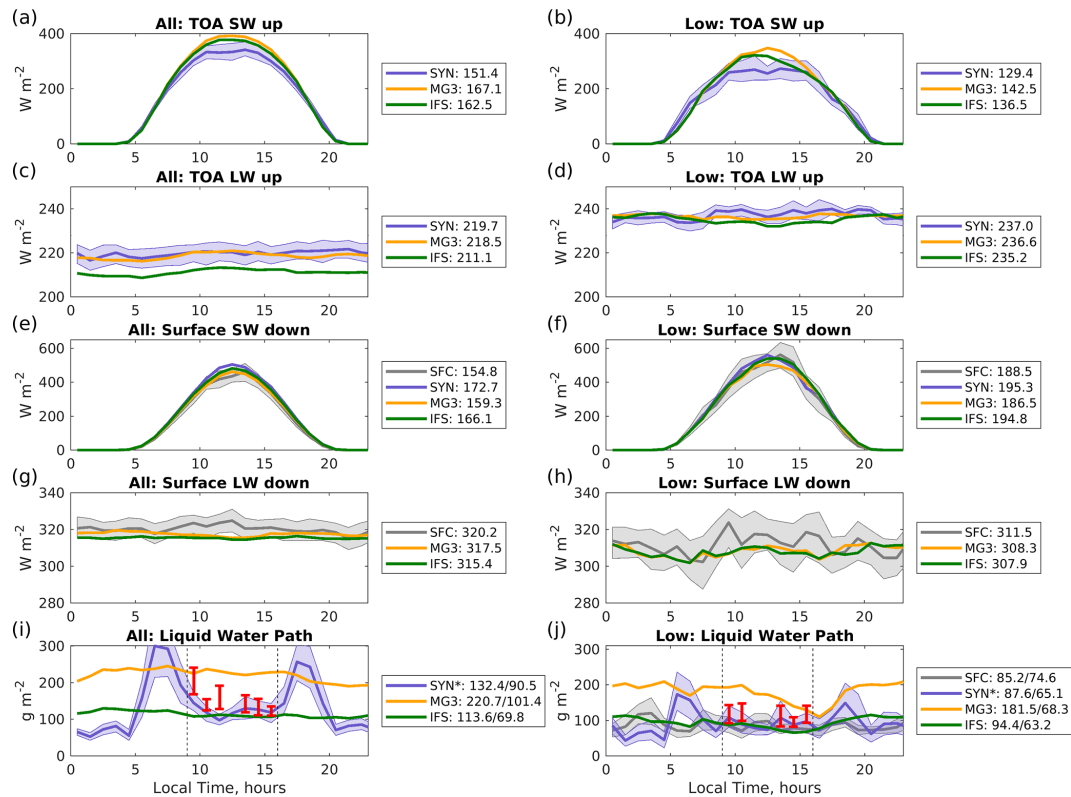 (a)
All: TOA SW up
400
200
0
W m-2
0 5 10 15 20
SYN: 151.4
MG3: 167.1
IFS: 162.5
(b)
Low: TOA SW up
400
200
0
W m-2
0 5 10 15 20
SYN: 129.4
MG3: 142.5
IFS: 136.5
(c)
All: TOA LW up
240
220
200
W m-2
0 5 10 15 20
SYN: 219.7
MG3: 218.5
IFS: 211.1
(d)
Low: TOA LW up
240
220
200
W m-2
0 5 10 15 20
SYN: 237.0
MG3: 236.6
IFS: 235.2
(e)
All: Surface SW down
600
400
200
0
W m-2
0 5 10 15 20
SFC: 154.8
SYN: 172.7
MG3: 159.3
IFS: 166.1
(f)
Low: Surface SW down
600
400
200
0
W m-2
0 5 10 15 20
SFC: 188.5
SYN: 195.3
MG3: 186.5
IFS: 194.8
(g)
All: Surface LW down
340
320
300
280
W m-2
0 5 10 15 20
SFC: 320.2
MG3: 317.5
IFS: 315.4
(h)
Low: Surface LW down
340
320
300
280
W m-2
0 5 10 15 20
SFC: 311.5
MG3: 308.3
IFS: 307.9
(i)
All: Liquid Water Path
300
200
100
0
g m-2
0 5 10 15 20
Local Time, hours
SYN*: 132.4/90.5
MG3: 220.7/101.4
IFS: 113.6/69.8
(j)
Low: Liquid Water Path
300
200
100
0
g m-2
0 5 10 15 20
Local Time, hours
SFC: 85.2/74.6
SYN*: 87.6/65.1
MG3: 181.5/68.3
IFS: 94.4/63.2